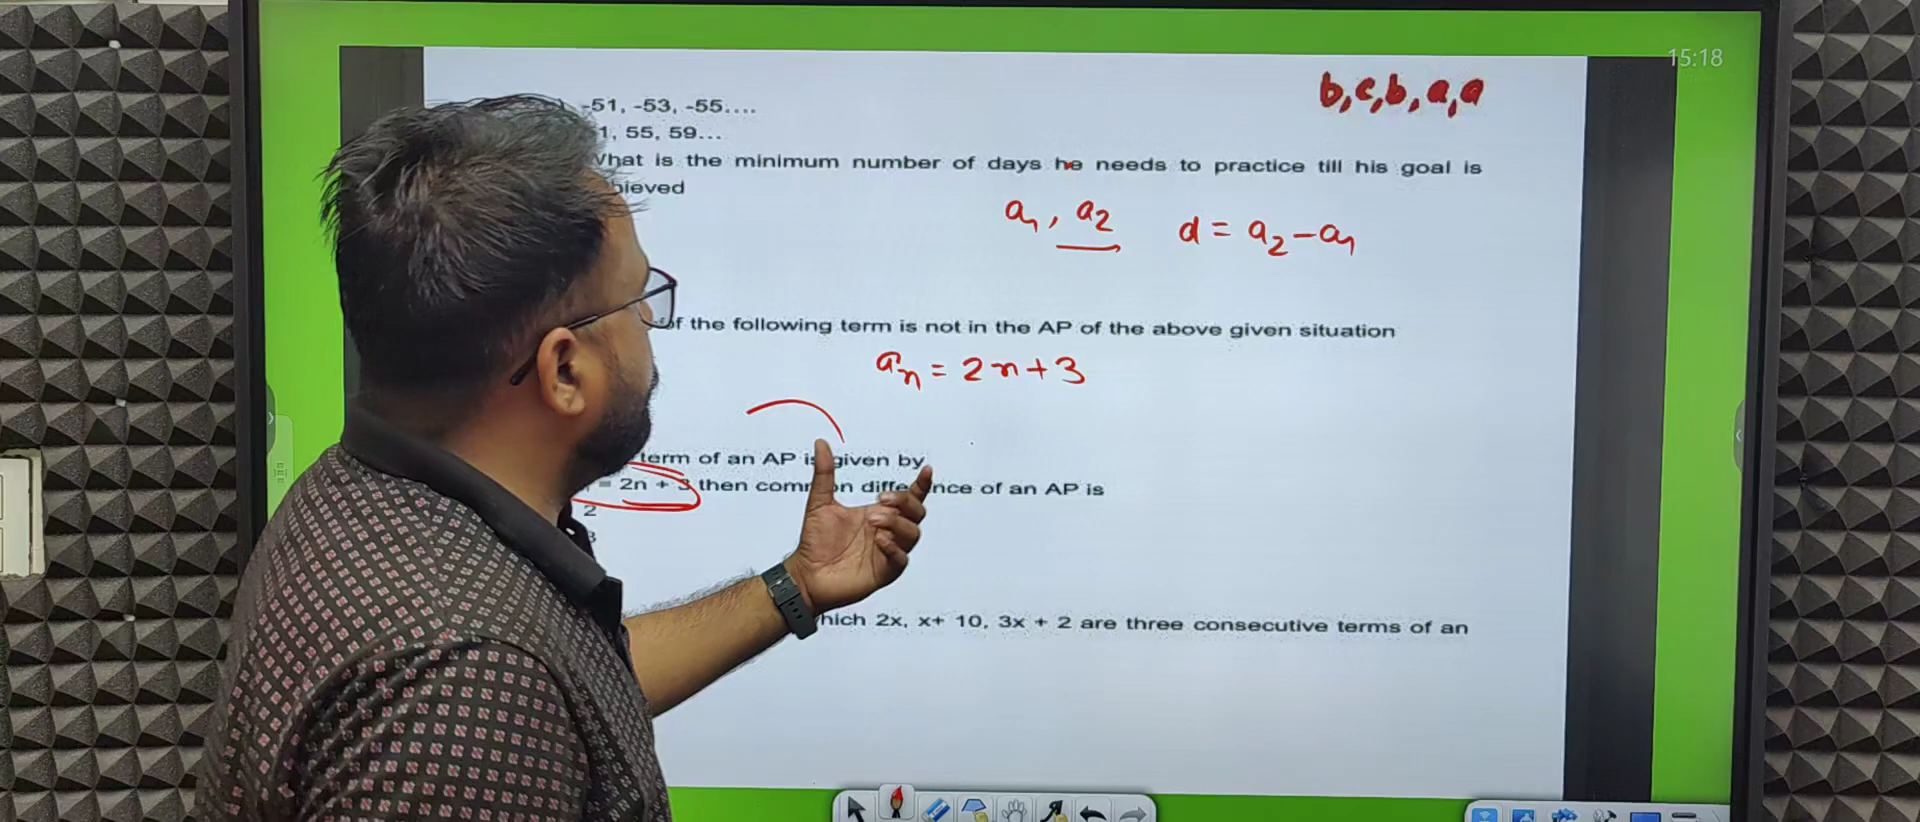 15:18
b, c, b, a, a
-51, -53, -55....
1, 55, 59...
What is the minimum number of days he needs to practice till his goal is
hieved
a1, a2 d = a2 - a1
of the following term is not in the AP of the above given situation
an = 2n + 3
term of an AP is given by
= 2n + 3 then common difference of an AP is
2
3
hich 2x, x+ 10, 3x + 2 are three consecutive terms of an